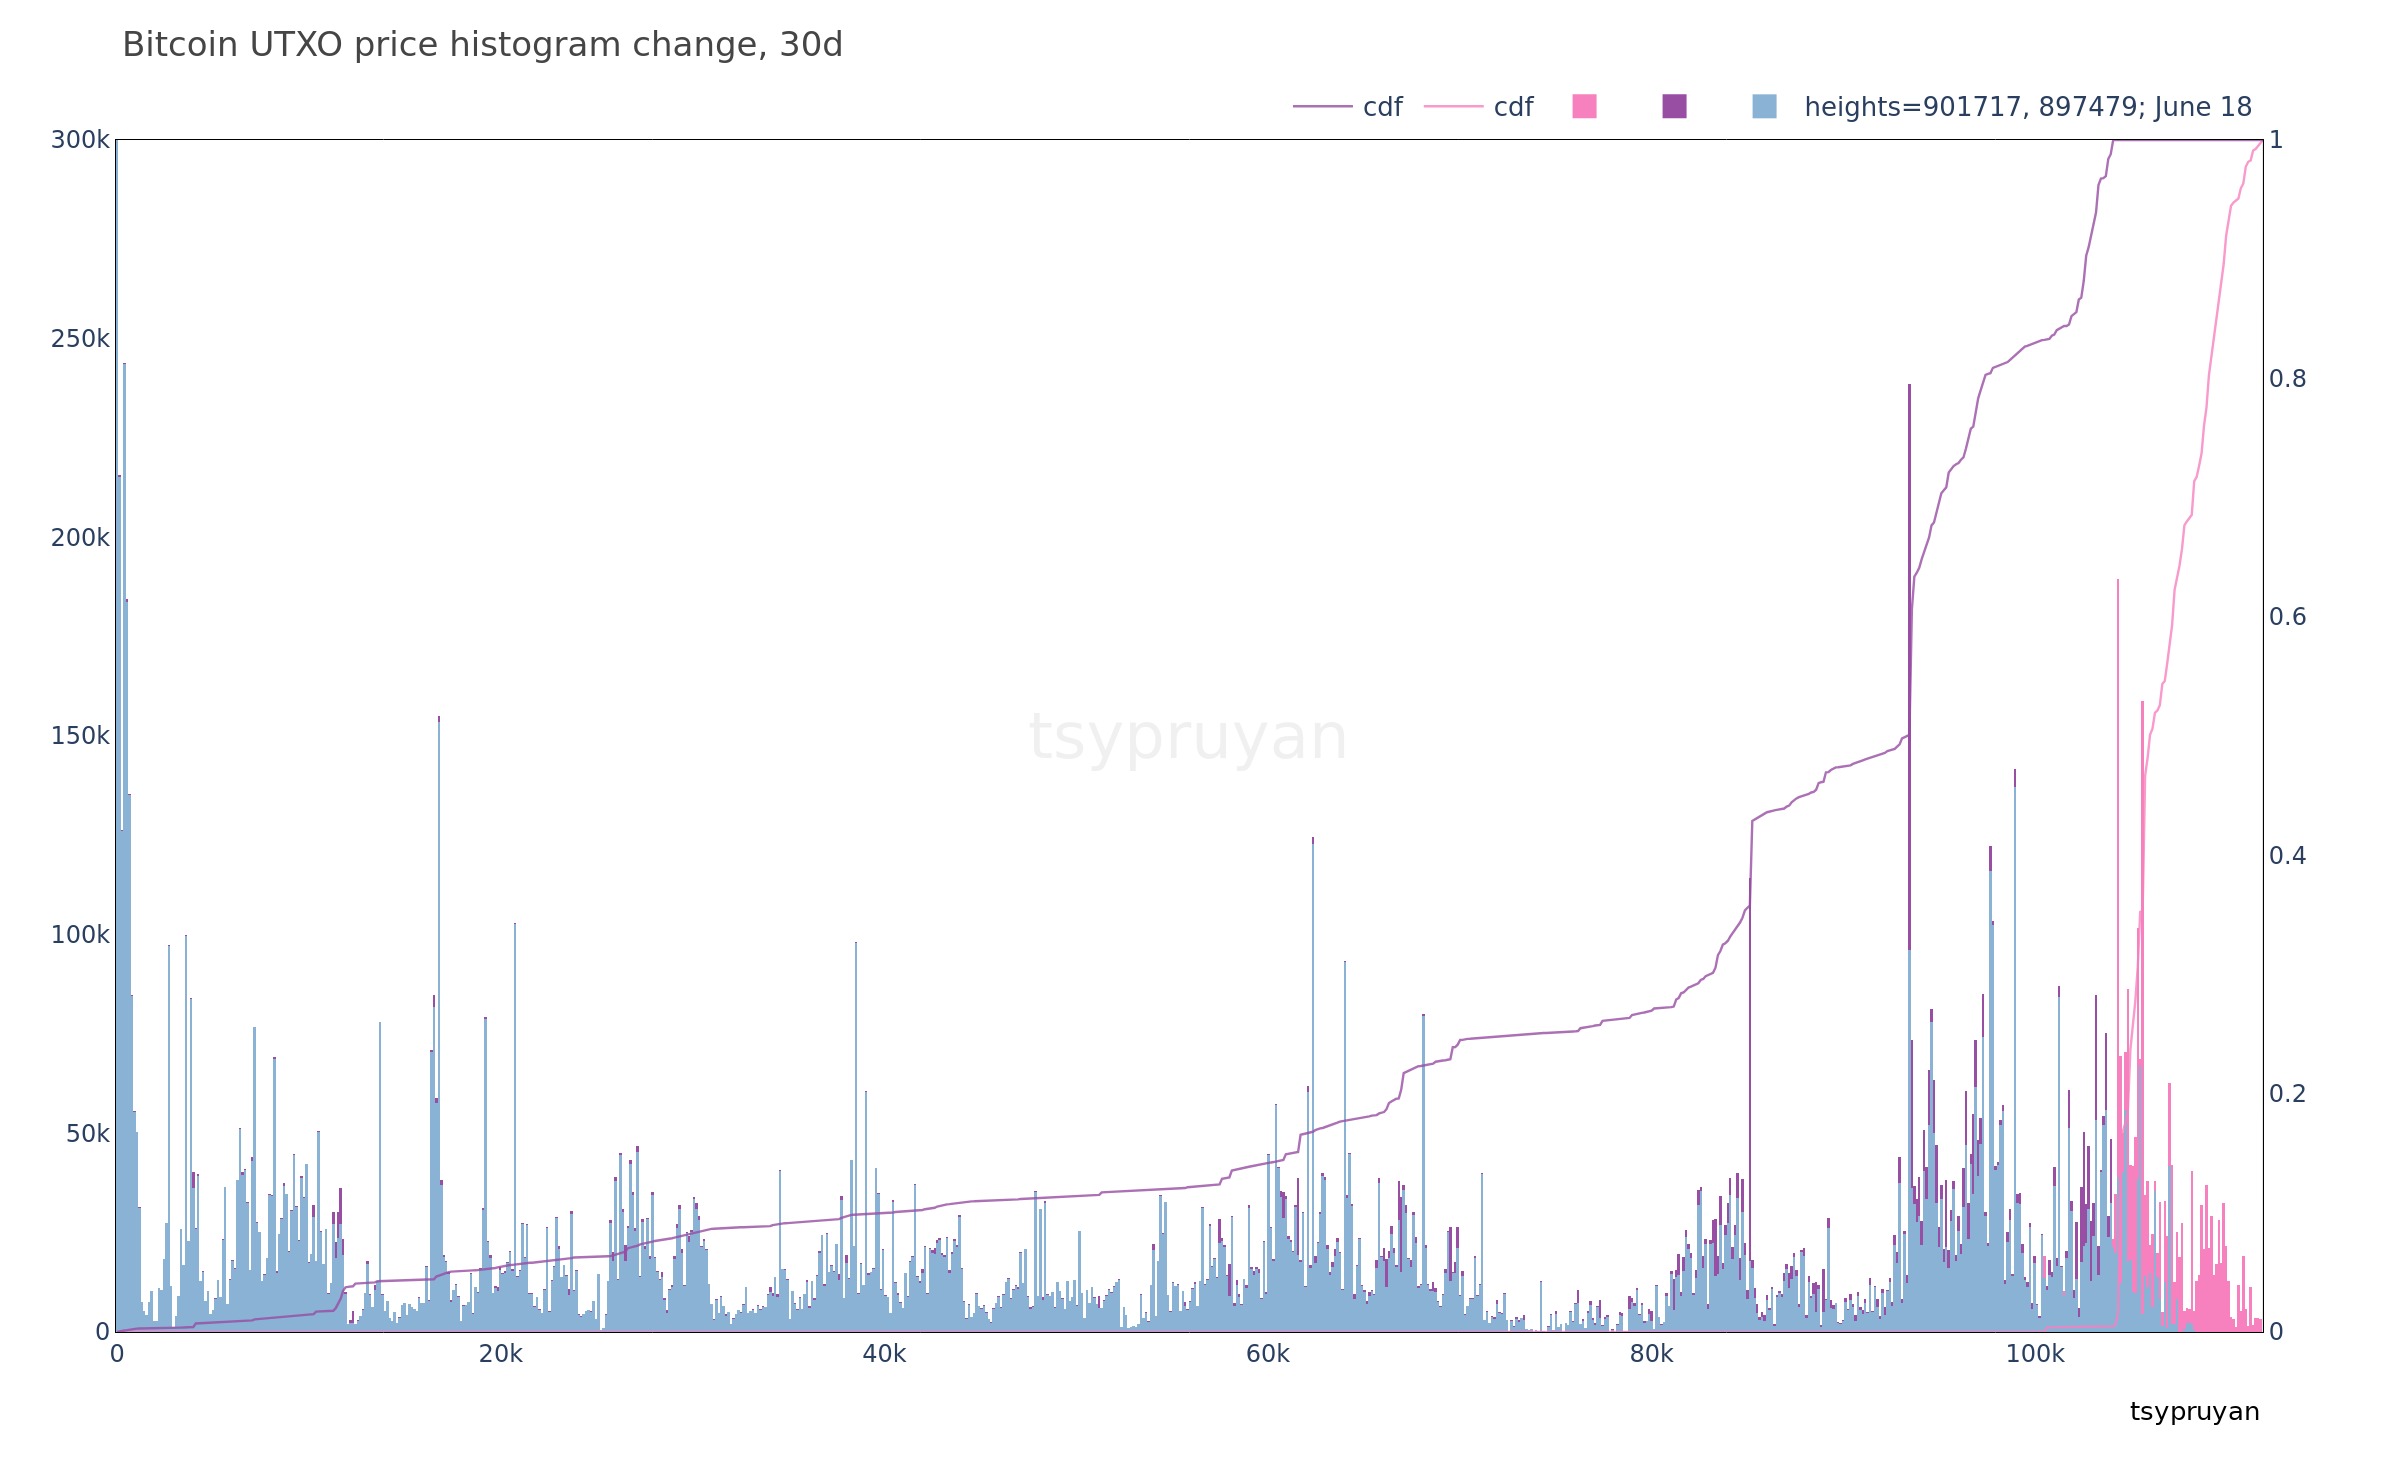 Bitcoin UTXO price histogram change, 30d
cdf cdf heights=901717, 897479; June 18
300k
250k
200k
150k
100k
50k
0
1
0.8
0.6
0.4
0.2
0
tsypruyan
0 20k 40k 60k 80k 100k
tsypruyan